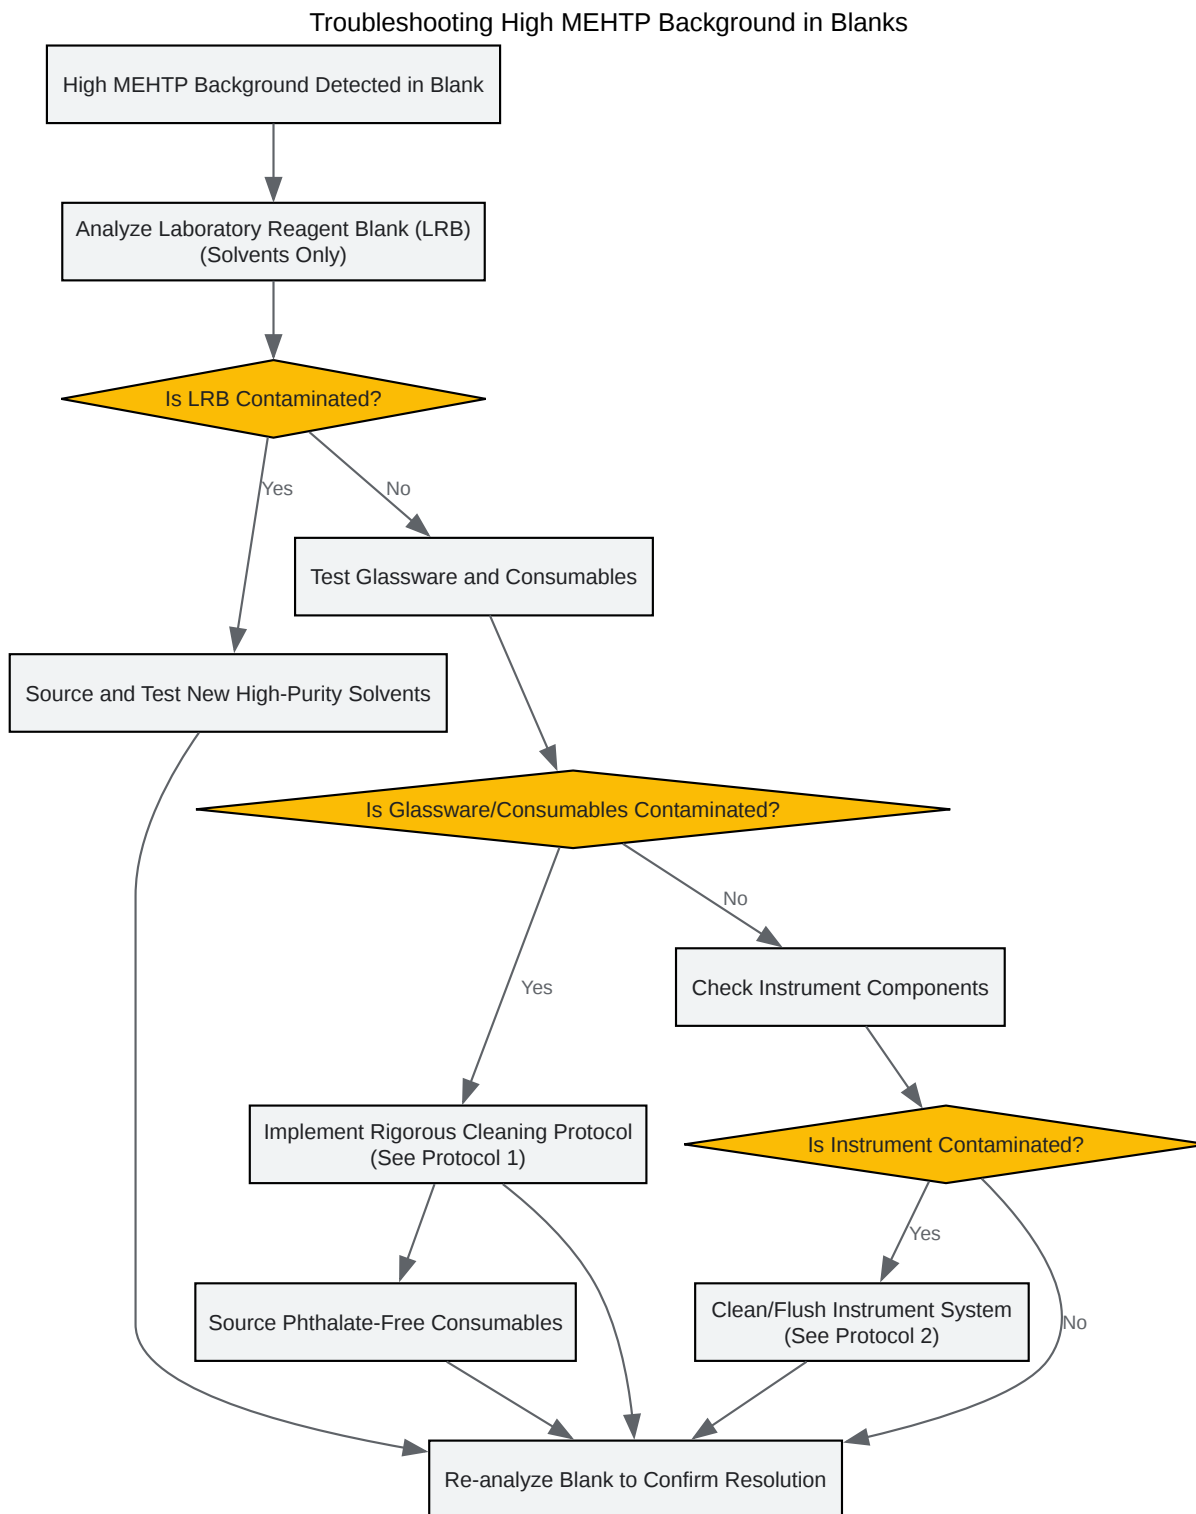 Troubleshooting High MEHTP Background in Blanks
High MEHTP Background Detected in Blank
Analyze Laboratory Reagent Blank (LRB)
(Solvents Only)
Is LRB Contaminated?
Yes
No
Test Glassware and Consumables
Source and Test New High-Purity Solvents
Is Glassware/Consumables Contaminated?
No
Yes
Check Instrument Components
Implement Rigorous Cleaning Protocol
(See Protocol 1)
Is Instrument Contaminated?
Yes
No
Source Phthalate-Free Consumables
Clean/Flush Instrument System
(See Protocol 2)
Re-analyze Blank to Confirm Resolution